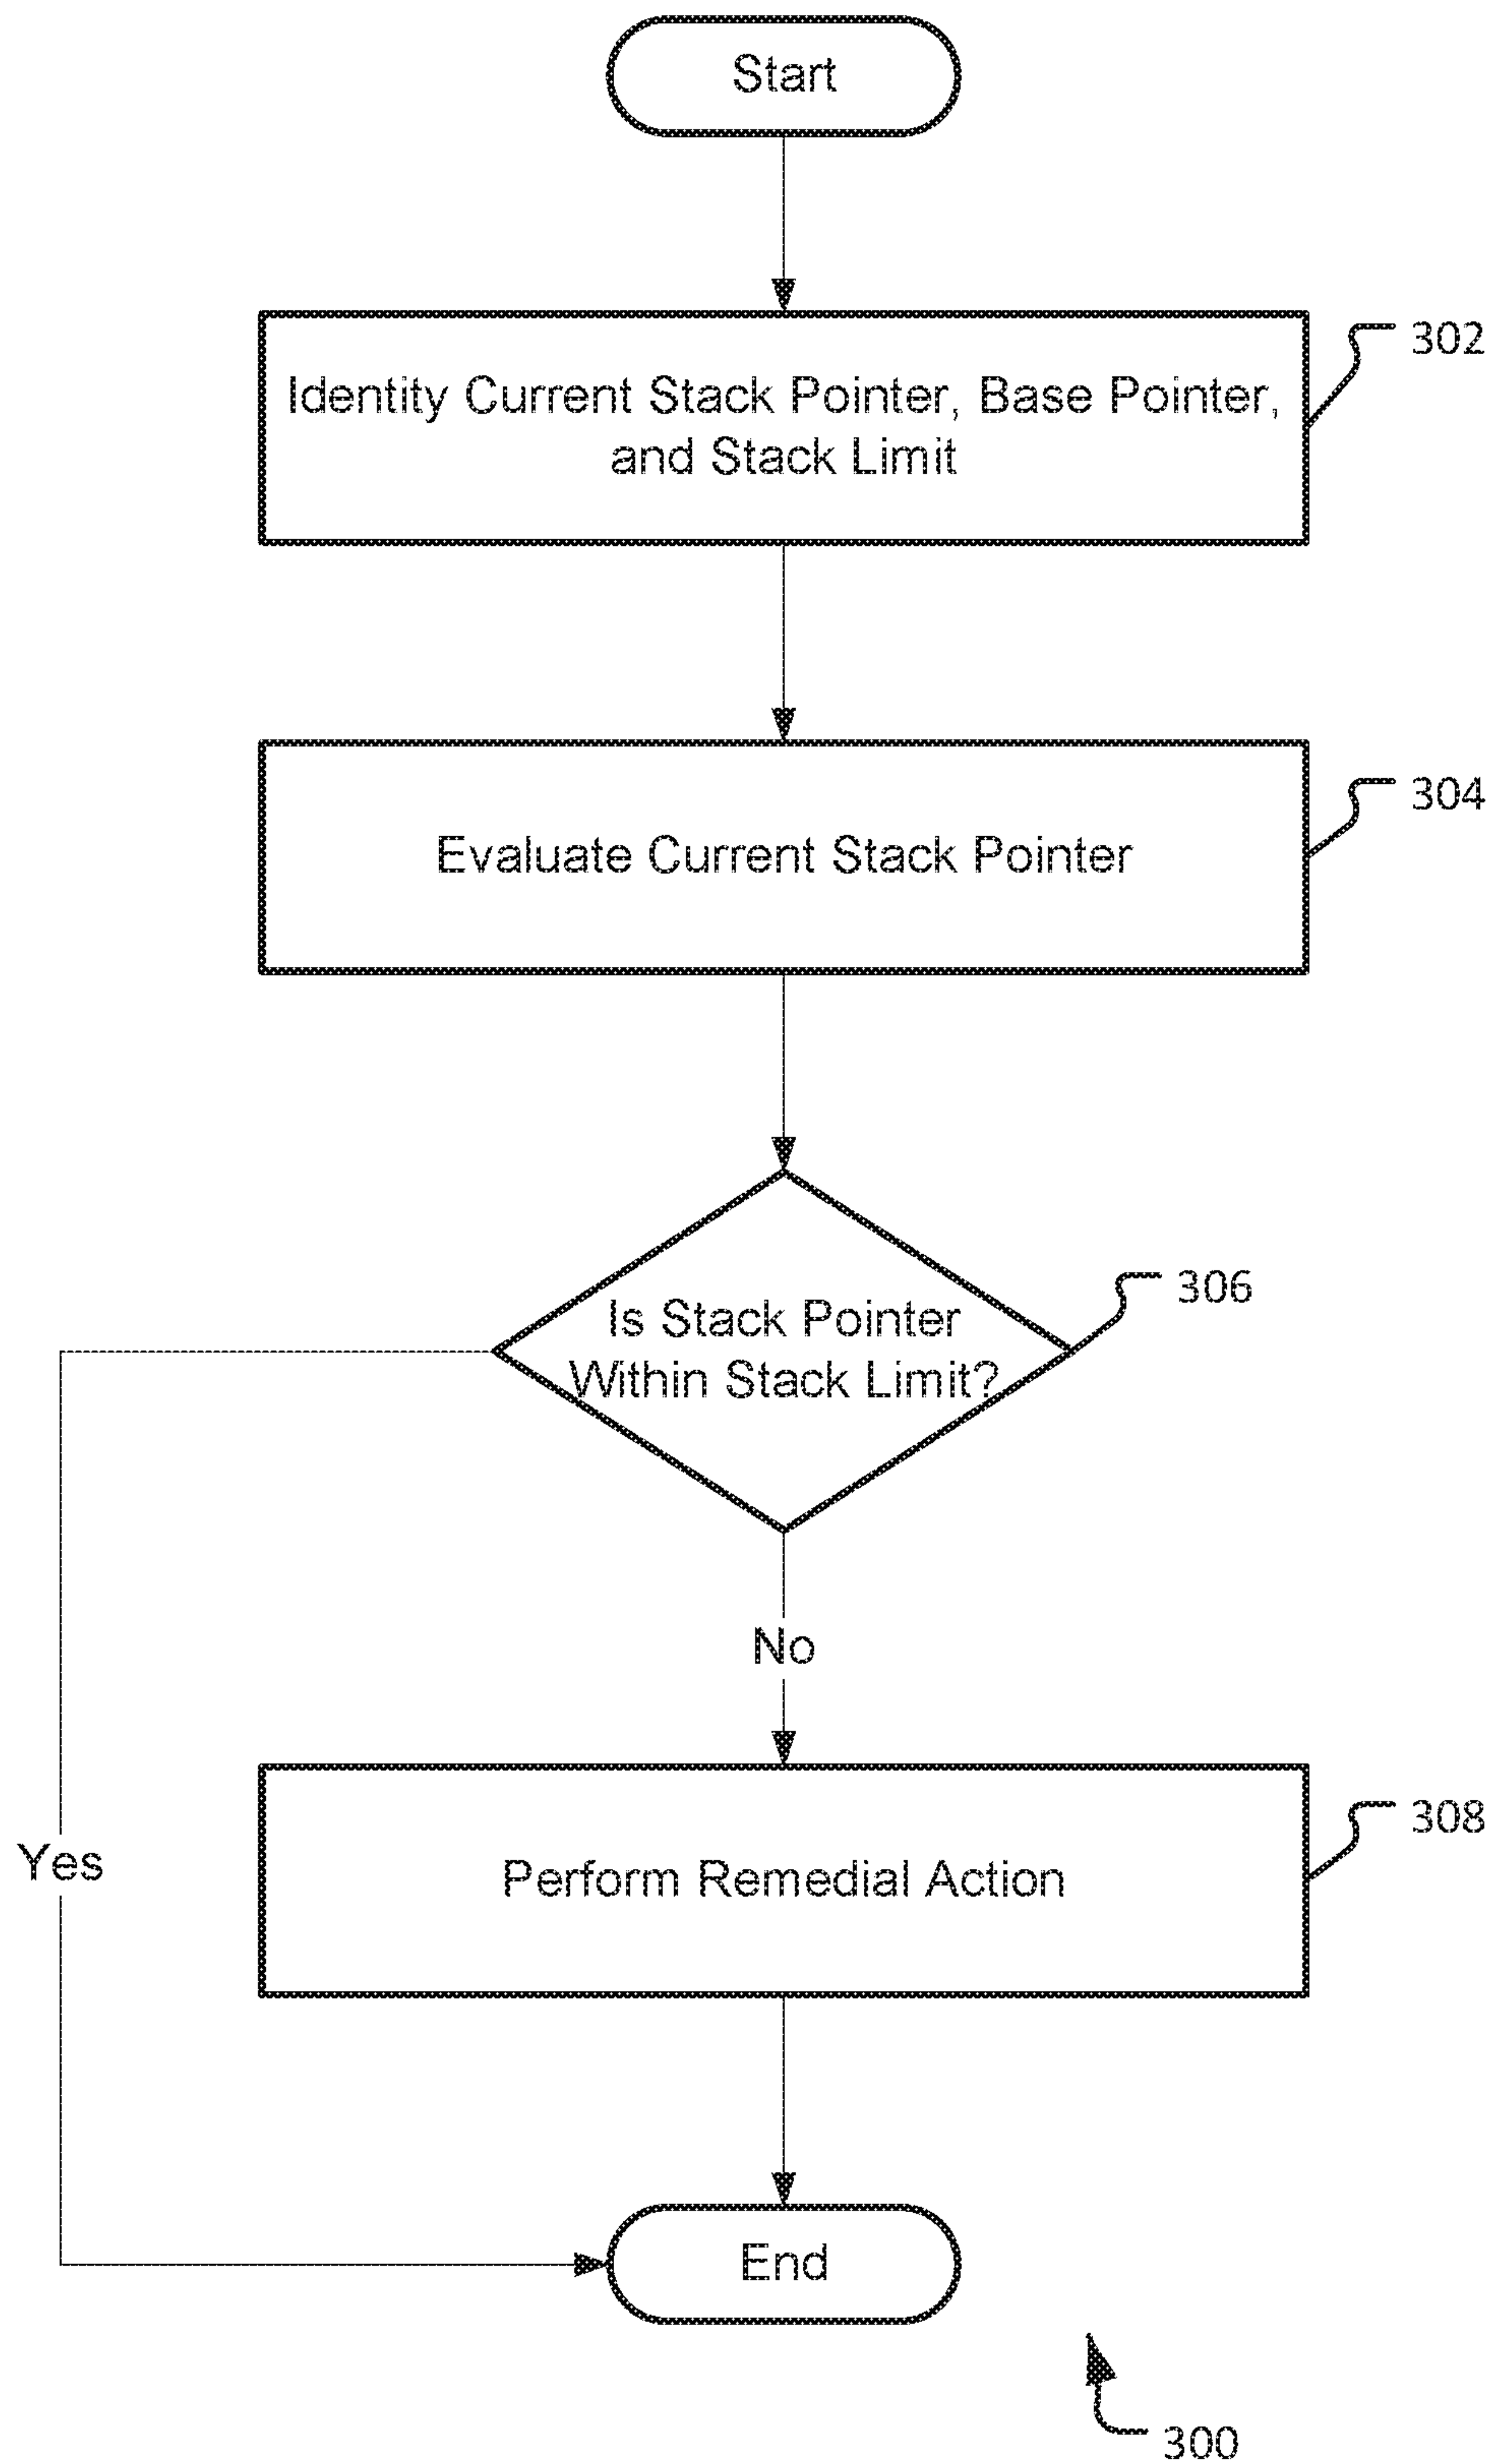 Start
Identity Current Stack Pointer, Base Pointer,
and Stack Limit
302
Evaluate Current Stack Pointer
304
Is Stack Pointer
Within Stack Limit?
306
No
Yes
Perform Remedial Action
308
End
300